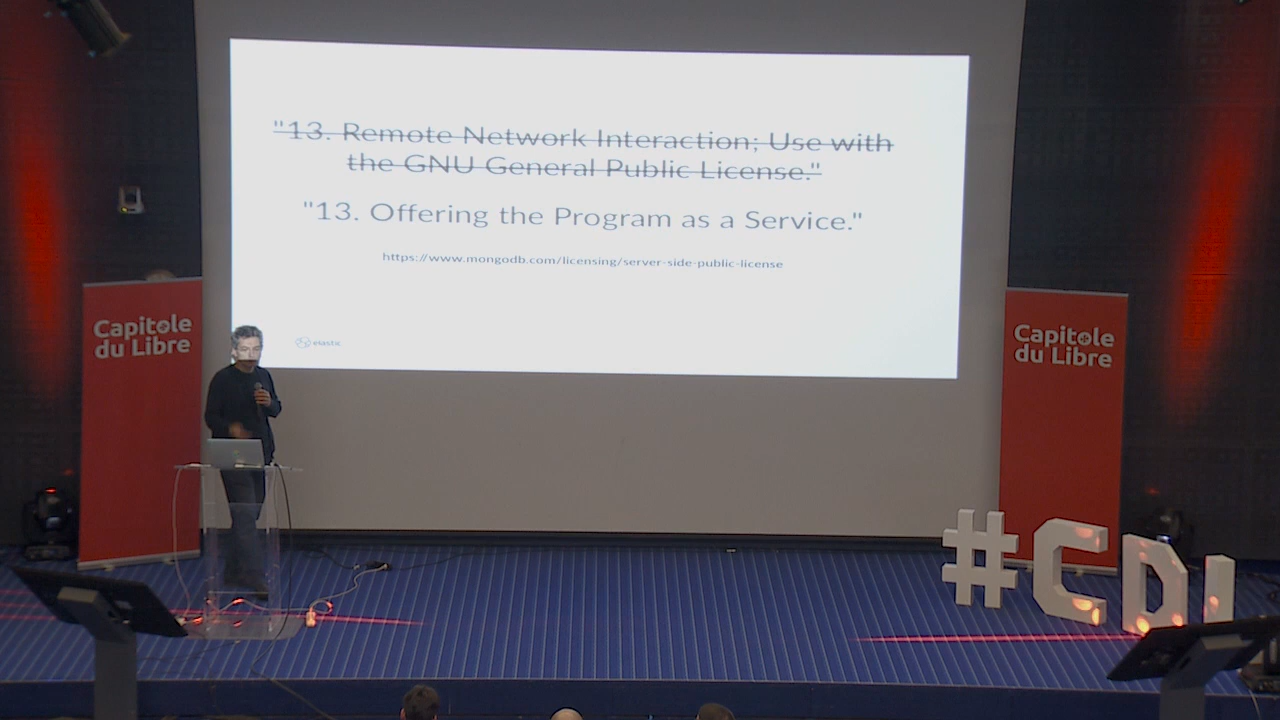 "13. Remote Network Interaction; Use with
the GNU General Public License."
"13. Offering the Program as a Service."
https://www.mongodb.com/licensing/server-side-public-license
elastic
Capitole
du Libre
Capitole
du Libre
#CDL